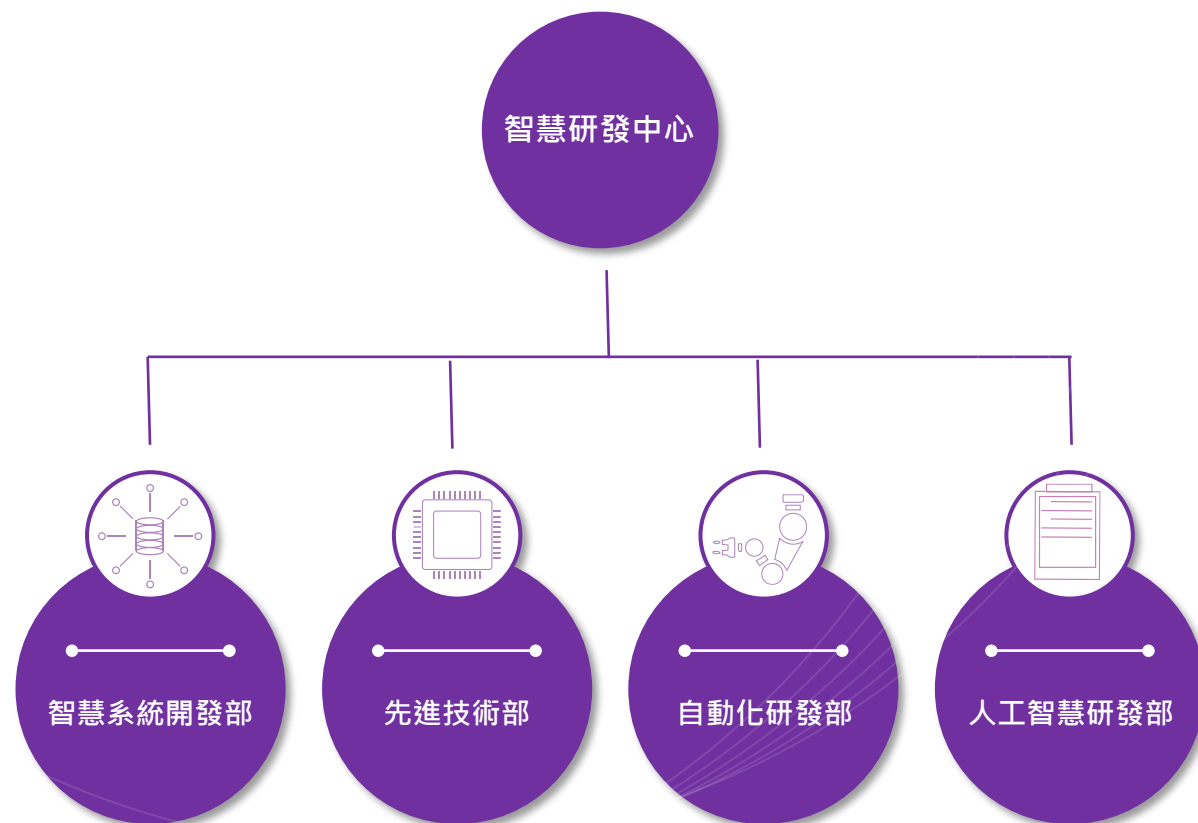 智慧研發中心
智慧系統開發部
先進技術部
自動化研發部
人工智慧研發部